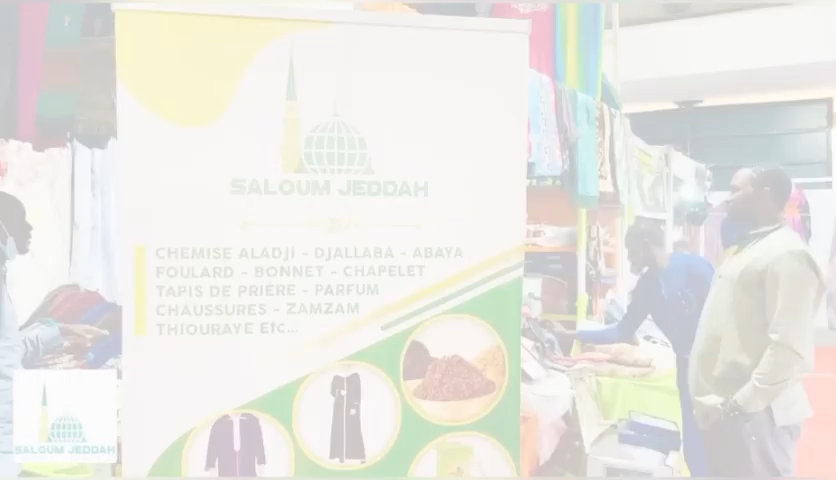 SALOUM JEDDAH
CHEMISE ALADJI - DJALLABA - ABAYA
FOULARD - BONNET - CHAPELET
TAPIS DE PRIÈRE - PARFUM
CHAUSSURES - ZAMZAM
THIOURAYE Etc...
SALOUM JEDDAH